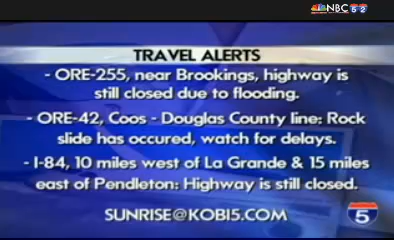 NBC 5 2
TRAVEL ALERTS
- ORE-255, near Brookings, highway is
still closed due to flooding.
- ORE-42, Coos - Douglas County line: Rock
slide has occured, watch for delays.
- I-84, 10 miles west of La Grande & 15 miles
east of Pendleton: Highway is still closed.
SUNRISE@KOBI5.COM
5